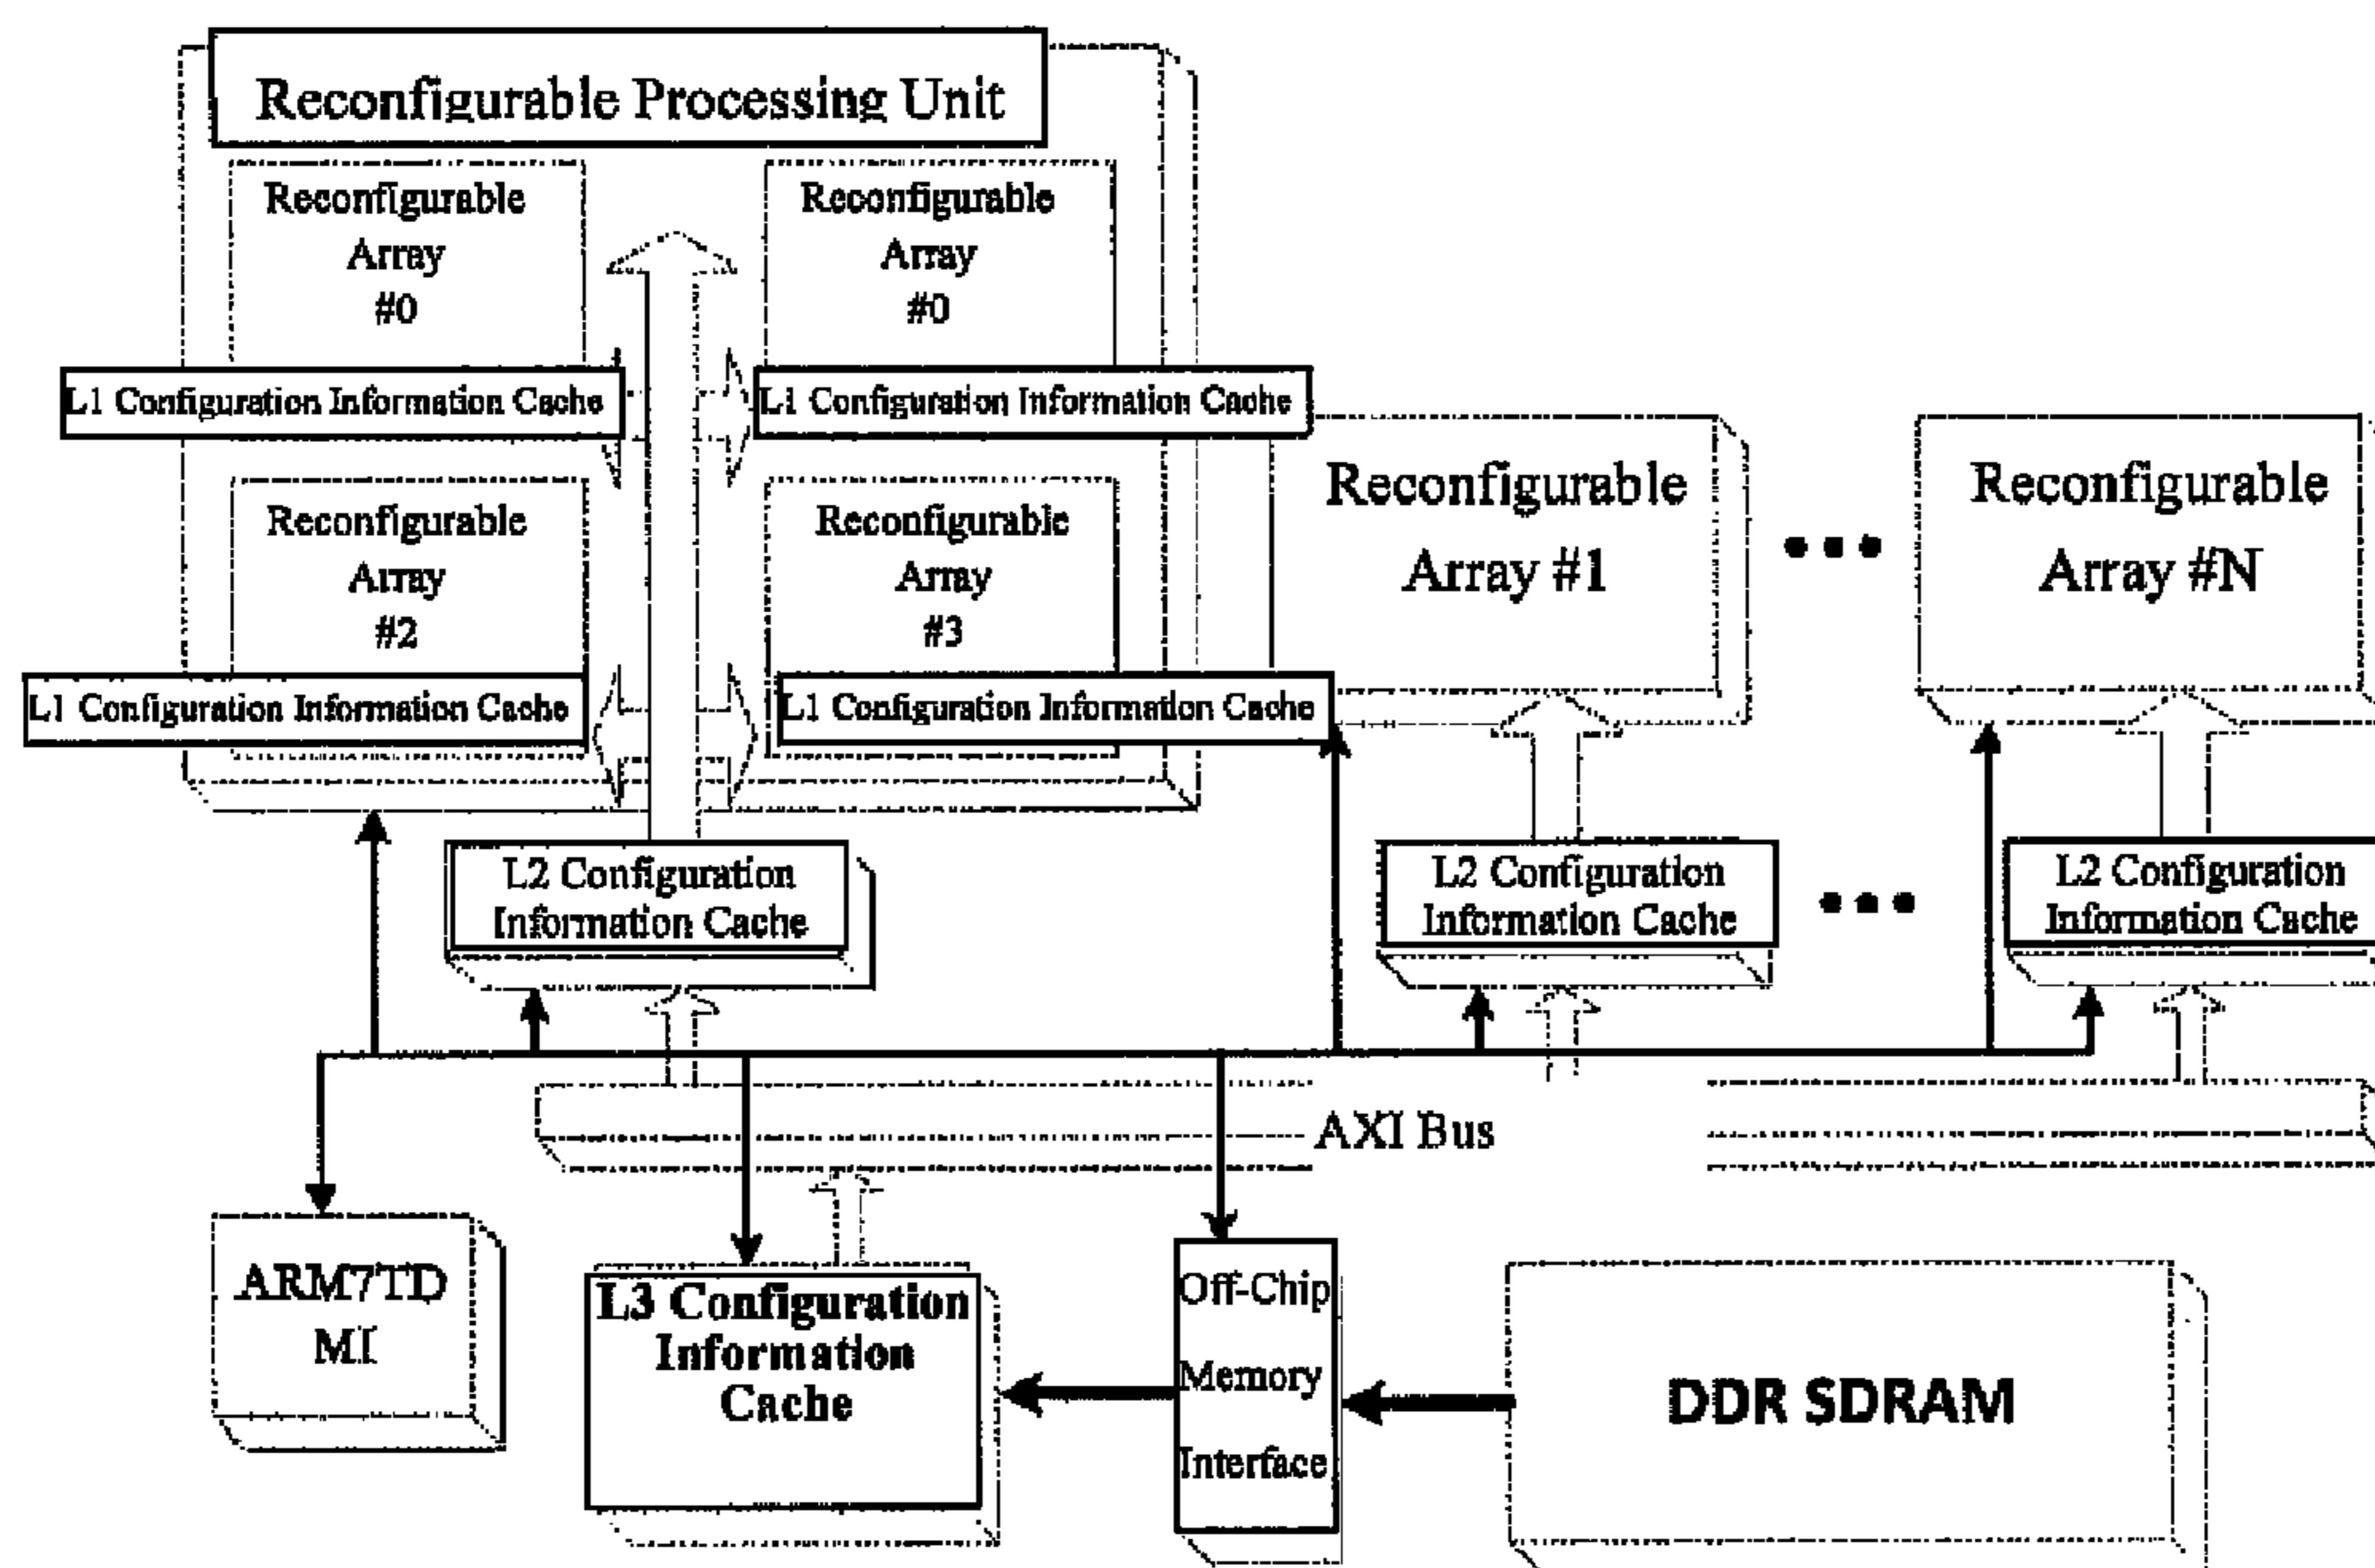 Reconfigurable Processing Unit
Reconfigurable
Array
#0
Reconfigurable
Array
#0
L1 Configuration Information Cache
L1 Configuration Information Cache
Reconfigurable
Array
#2
Reconfigurable
Array
#3
L1 Configuration Information Cache
L1 Configuration Information Cache
Reconfigurable
Array #1
Reconfigurable
Array #N
L2 Configuration
Information Cache
L2 Configuration
Information Cache
L2 Configuration
Information Cache
AXI Bus
ARM7TD
MI
L3 Configuration
Information
Cache
Off-Chip
Memory
Interface
DDR SDRAM